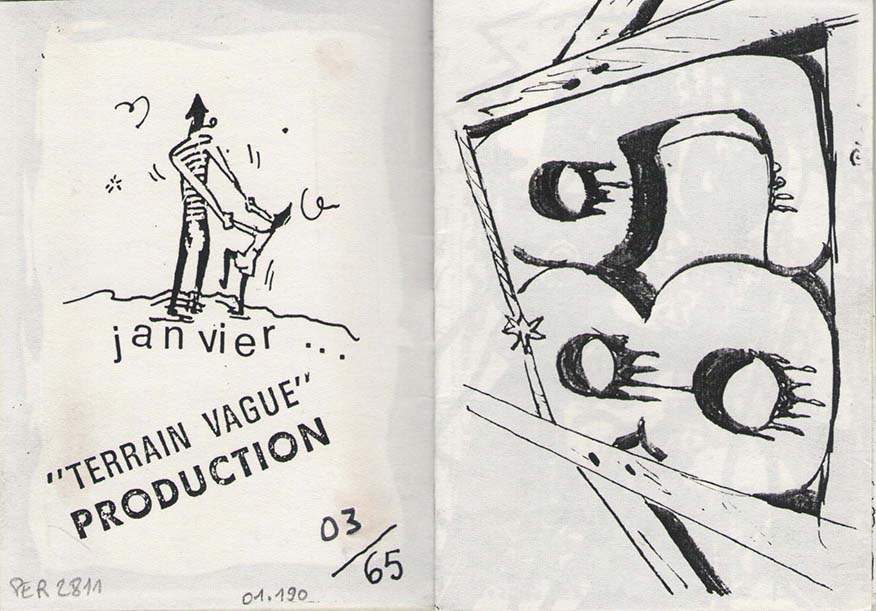 janvier ...
"TERRAIN VAGUE"
PRODUCTION
03/65
PER 2811
01.190